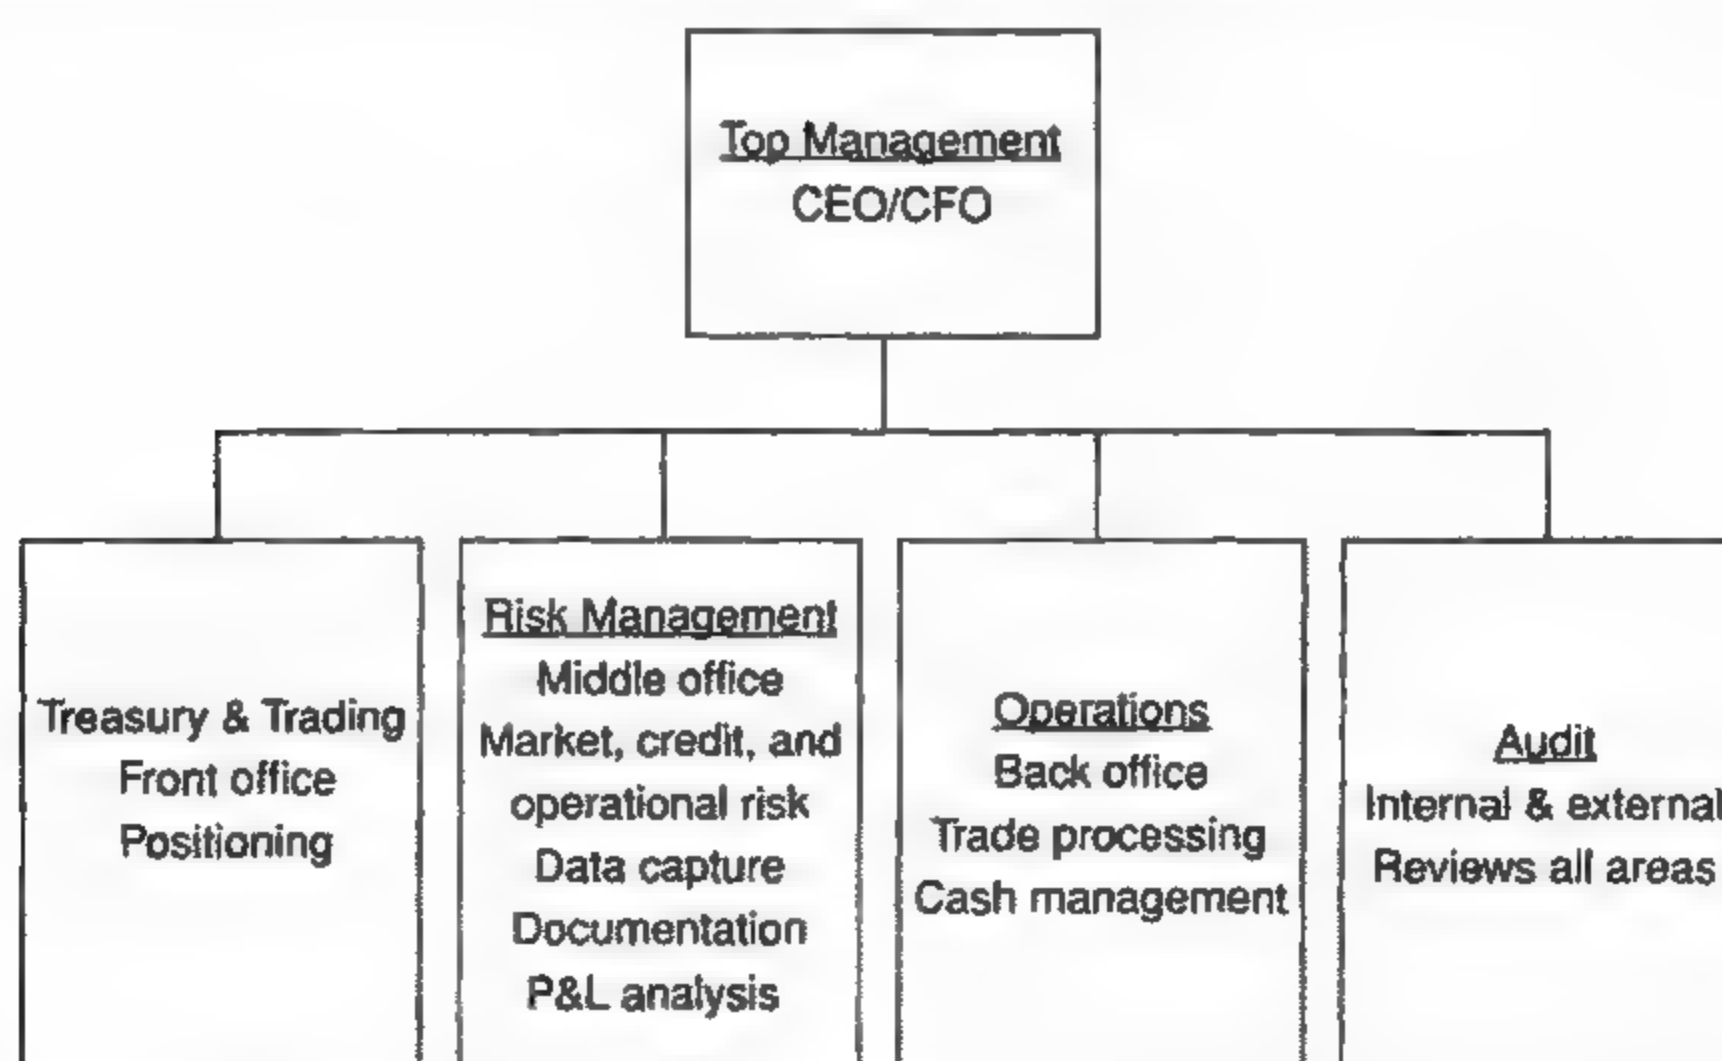 Top Management
CEO/CFO
Treasury & Trading
Front office
Positioning
Risk Management
Middle office
Market, credit, and
operational risk
Data capture
Documentation
P&L analysis
Operations
Back office
Trade processing
Cash management
Audit
Internal & external
Reviews all areas